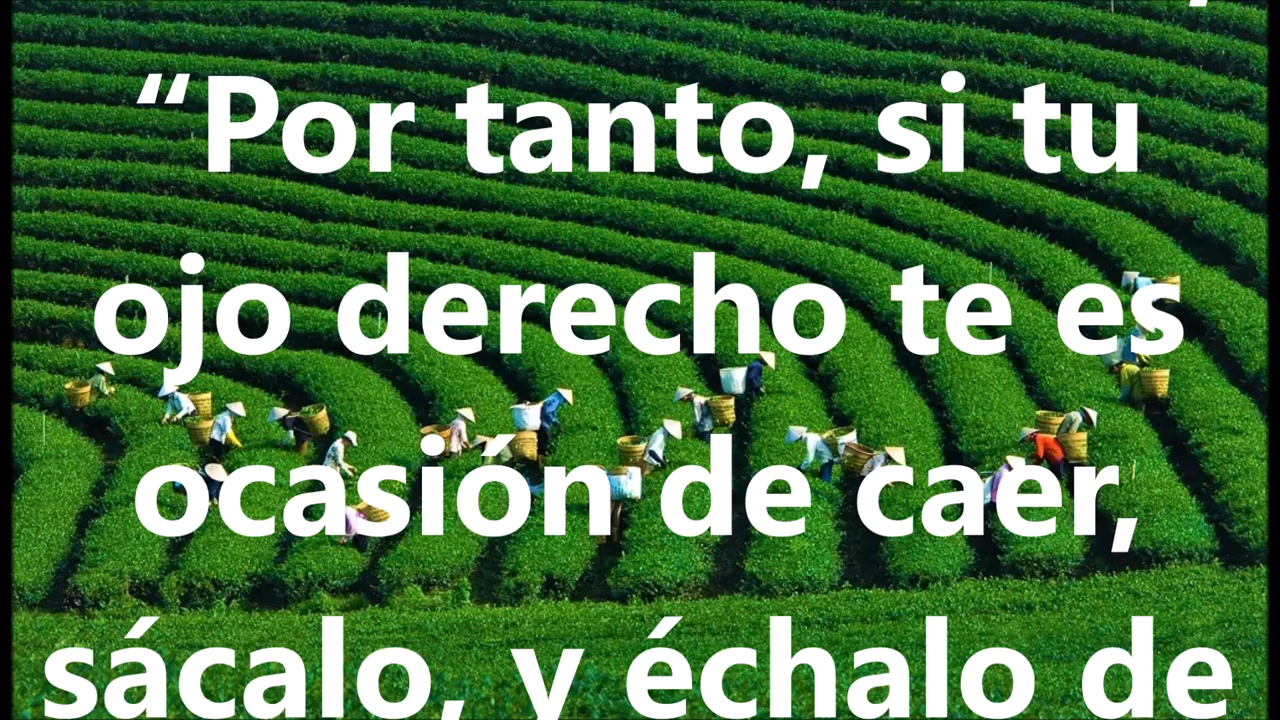 “Por tanto, si tu
ojo derecho te es
ocasión de caer,
sácalo, y échalo de